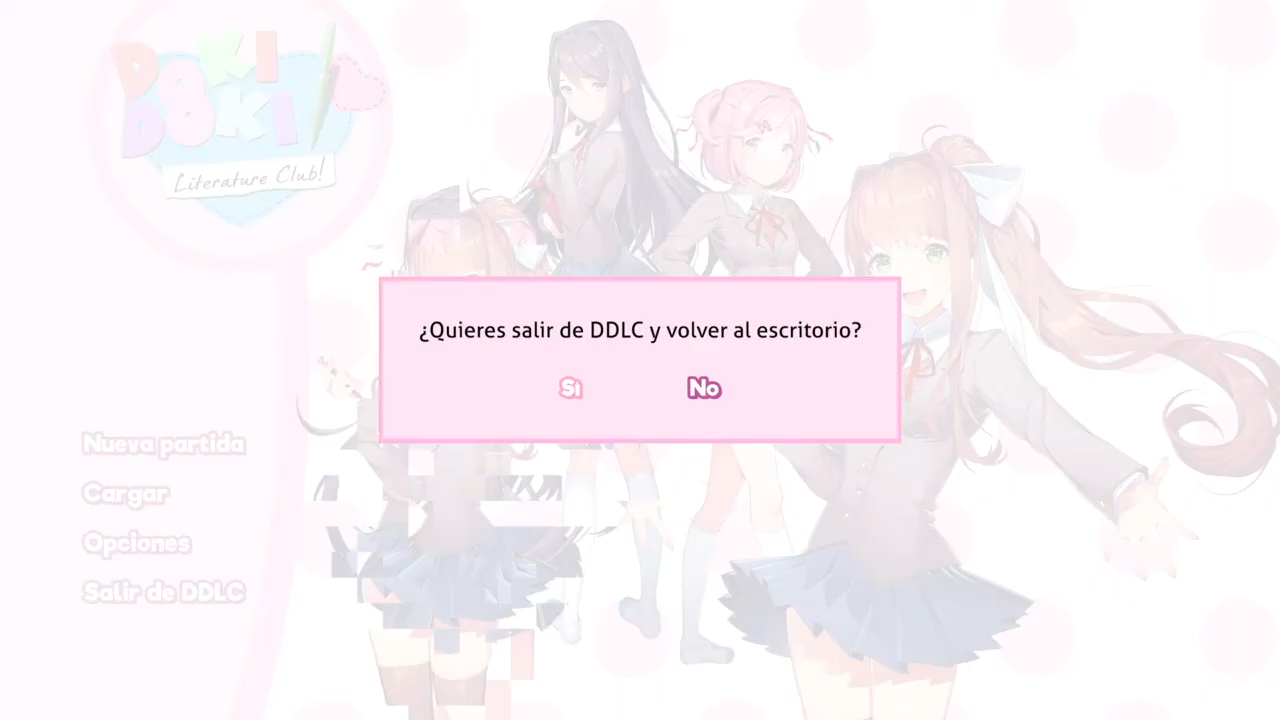 DOKI
DOKI
Literature Club!
¿Quieres salir de DDLC y volver al escritorio?
Sí No
Nueva partida
Cargar
Opciones
Salir de DDLC